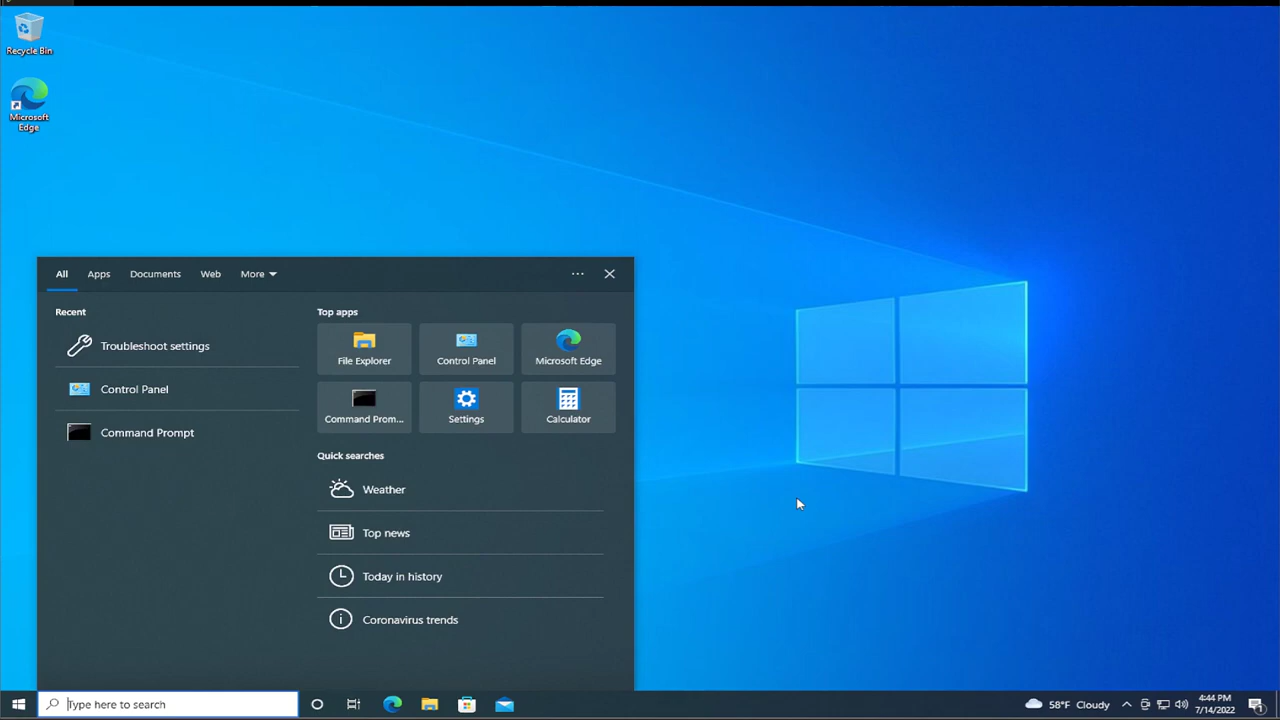 Recycle Bin
Microsoft
Edge
All
Apps
Documents
Web
More
Recent
Troubleshoot settings
Control Panel
Command Prompt
Top apps
File Explorer
Control Panel
Microsoft Edge
Command Prom...
Settings
Calculator
Quick searches
Weather
Top news
Today in history
Coronavirus trends
Type here to search
58°F Cloudy
4:44 PM
7/14/2022
1